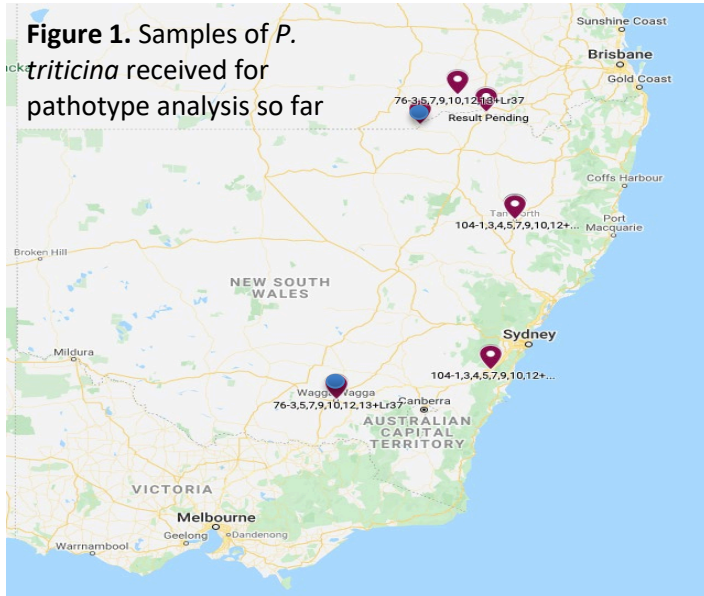 Figure 1. Samples of P.
triticina received for
pathotype analysis so far
Sunshine Coast
Brisbane
Gold Coast
76-3,5,7,9,10,12,13+Lr37
Result Pending
Coffs Harbour
104-1,3,4,5,7,9,10,12+...
Port
Macquarie
Broken Hill
NEW SOUTH
WALES
Sydney
Mildura
104-1,3,4,5,7,9,10,12+...
Wagga Wagga
76-3,5,7,9,10,12,13+Lr37
Canberra
AUSTRALIAN
CAPITAL
TERRITORY
VICTORIA
Melbourne
Geelong
Dandenong
Warrnambool